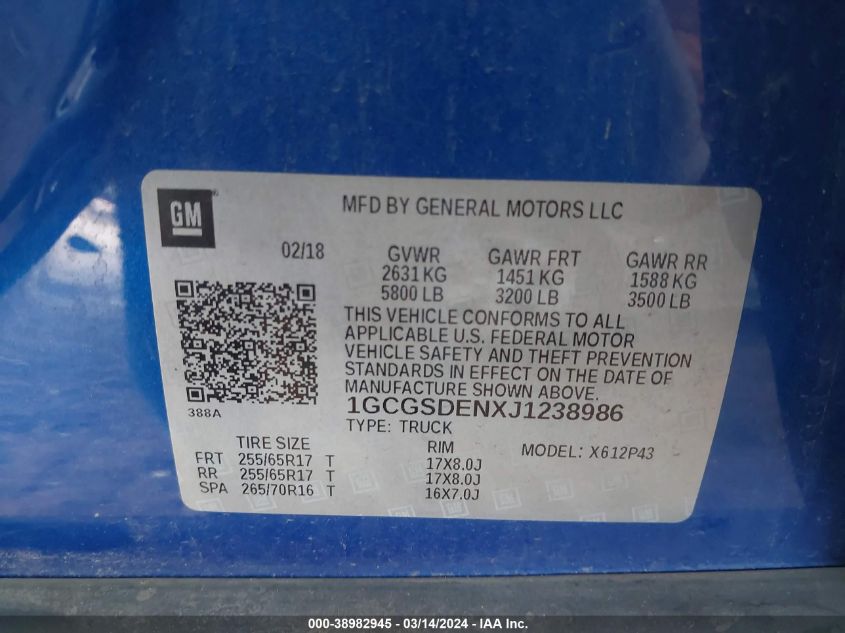 GM
®
MFD BY GENERAL MOTORS LLC
02/18
GVWR GAWR FRT GAWR RR
2631 KG 1451 KG 1588 KG
5800 LB 3200 LB 3500 LB
THIS VEHICLE CONFORMS TO ALL
APPLICABLE U.S. FEDERAL MOTOR
VEHICLE SAFETY AND THEFT PREVENTION
STANDARDS IN EFFECT ON THE DATE OF
MANUFACTURE SHOWN ABOVE.
388A
1GCGSDENXJ1238986
TYPE: TRUCK
TIRE SIZE RIM MODEL: X612P43
FRT 255/65R17 T 17X8.0J
RR 255/65R17 T 17X8.0J
SPA 265/70R16 T 16X7.0J
000-38982945 - 03/14/2024 - IAAI.com